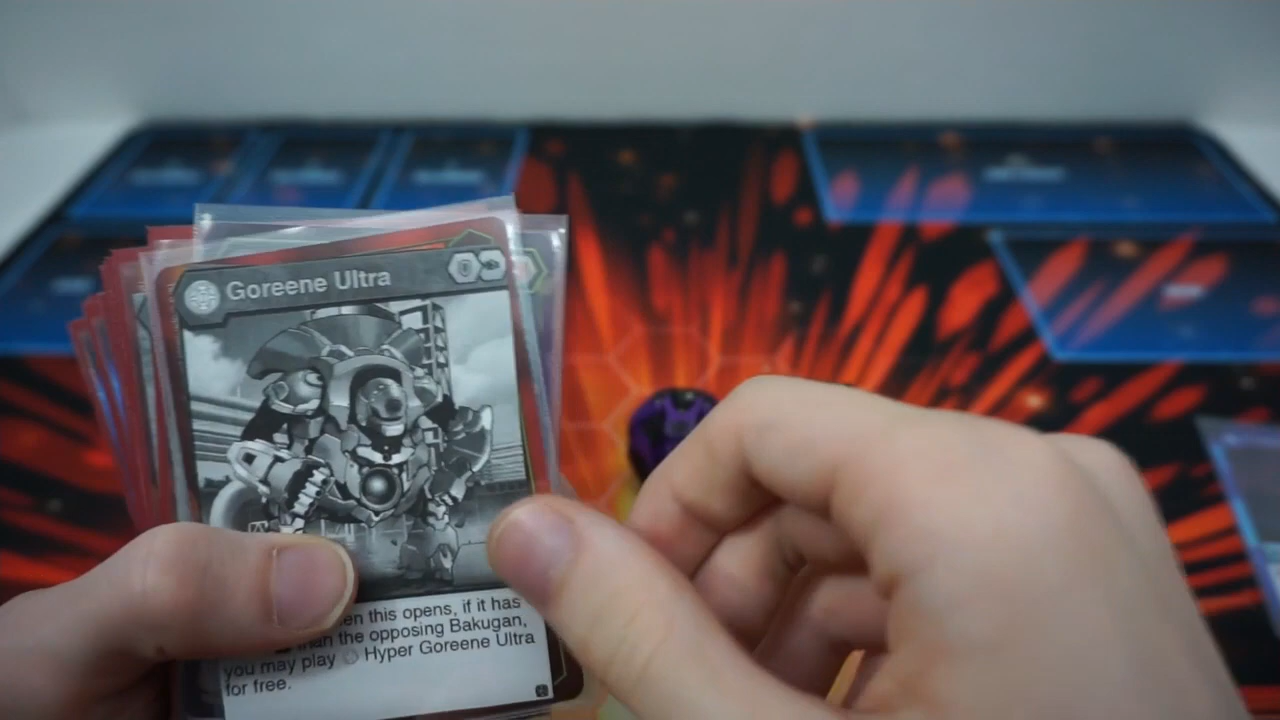 Goreene Ultra
en this opens, if it has
than the opposing Bakugan,
you may play Hyper Goreene Ultra
for free.